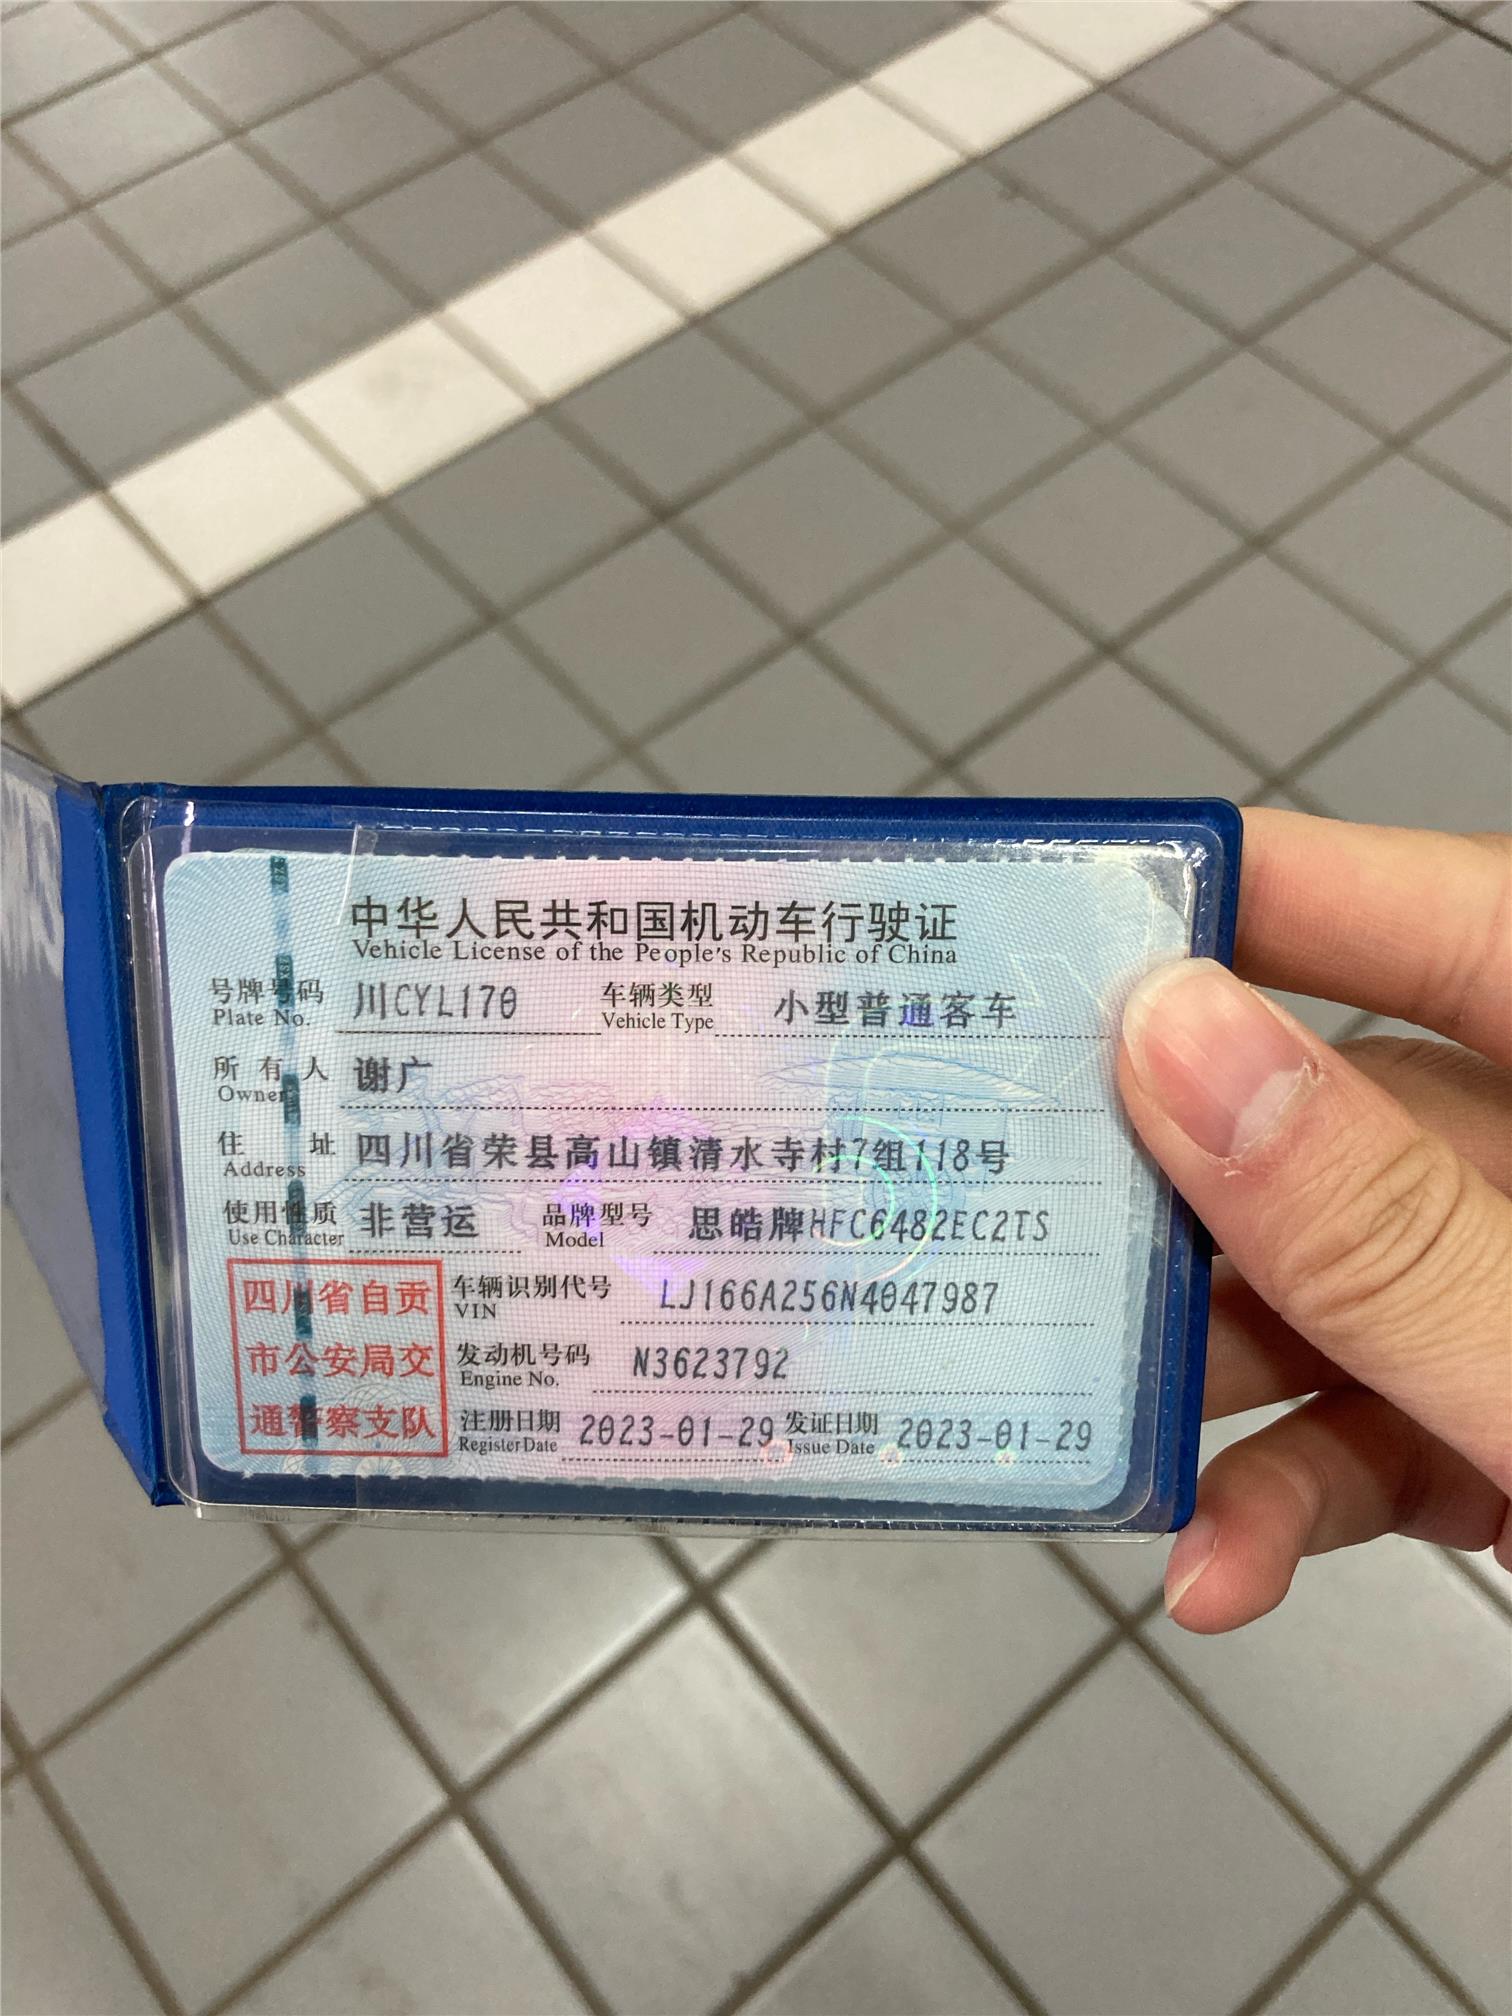 中华人民共和国机动车行驶证
Vehicle License of the People's Republic of China
号牌号码 川CYL170 车辆类型 小型普通客车
Plate No. Vehicle Type
所有人 谢广
Owner
住址 四川省荣县高山镇清水寺村7组118号
Address
使用性质 非营运 品牌型号 思皓牌HFC6482EC2TS
Use Character Model
四川省自贡
市公安局交
通警察支队
车辆识别代号 LJ166A256N4047987
VIN
发动机号码 N3623792
Engine No.
注册日期 2023-01-29 发证日期 2023-01-29
Register Date Issue Date